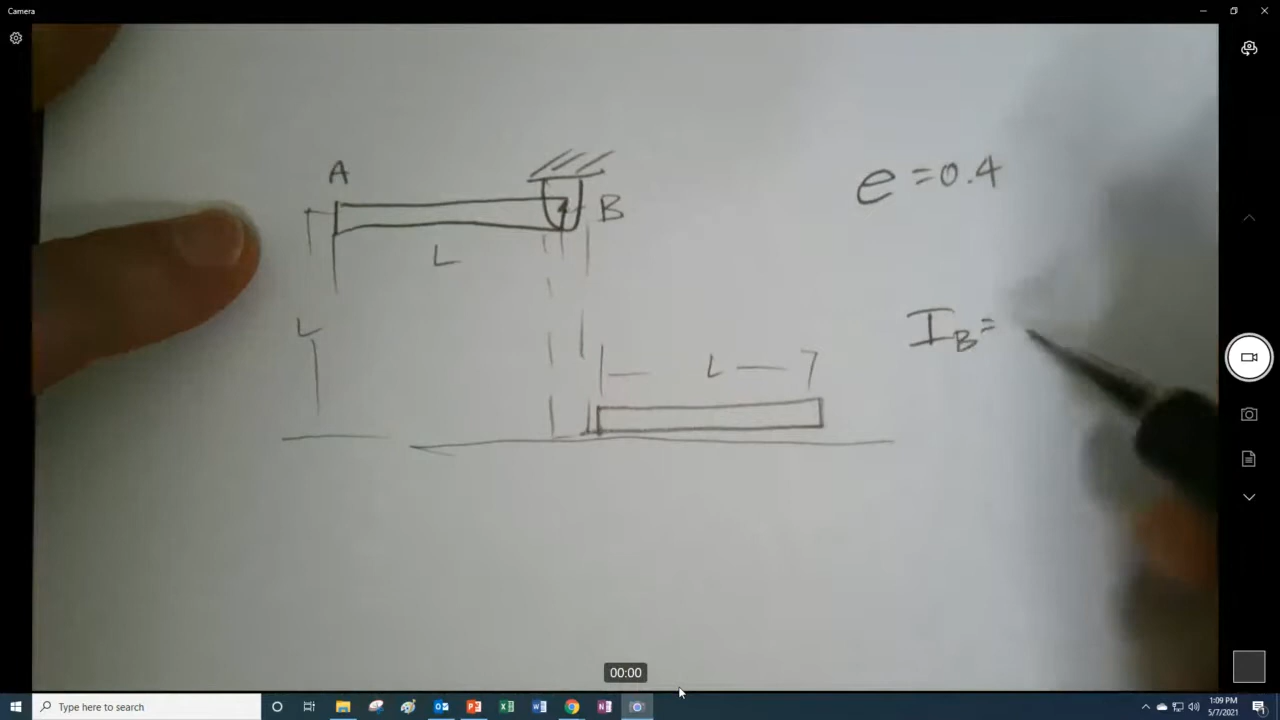 Camera
A
B
e = 0.4
L
I_B =
L
L
00:00
Type here to search
1:09 PM
5/7/2021